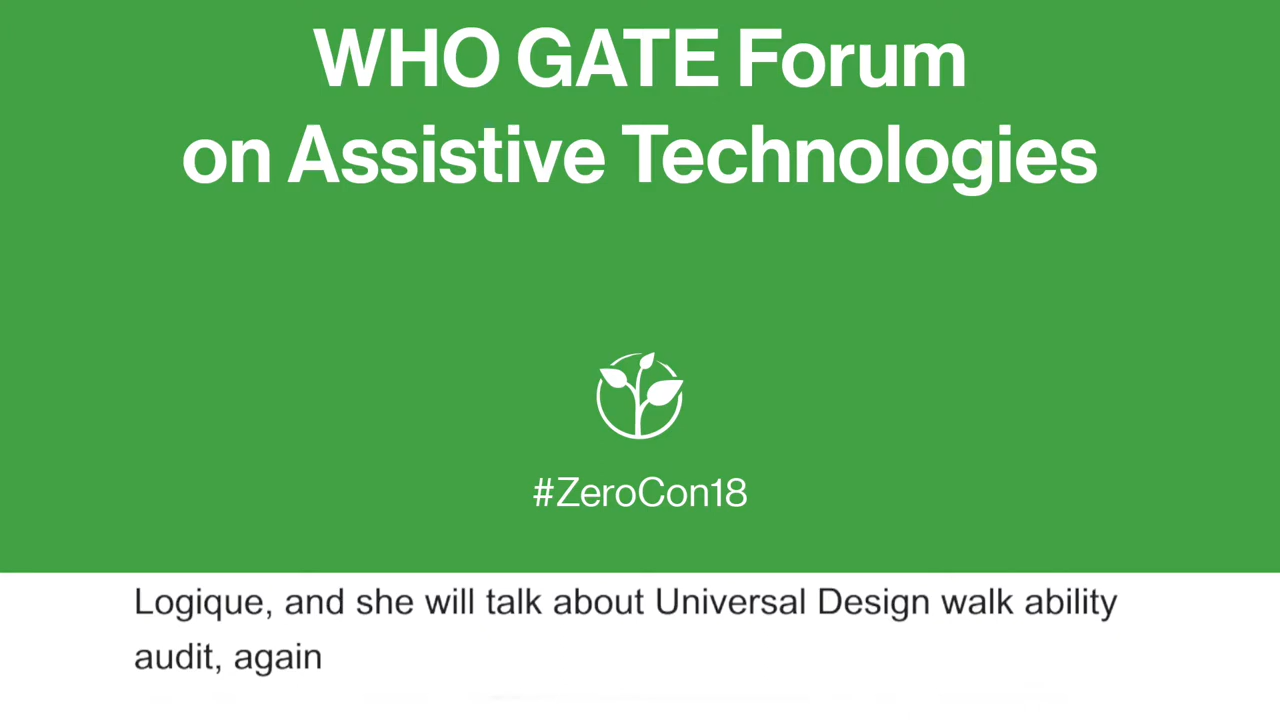 WHO GATE Forum
on Assistive Technologies
#ZeroCon18
Logique, and she will talk about Universal Design walk ability
audit, again